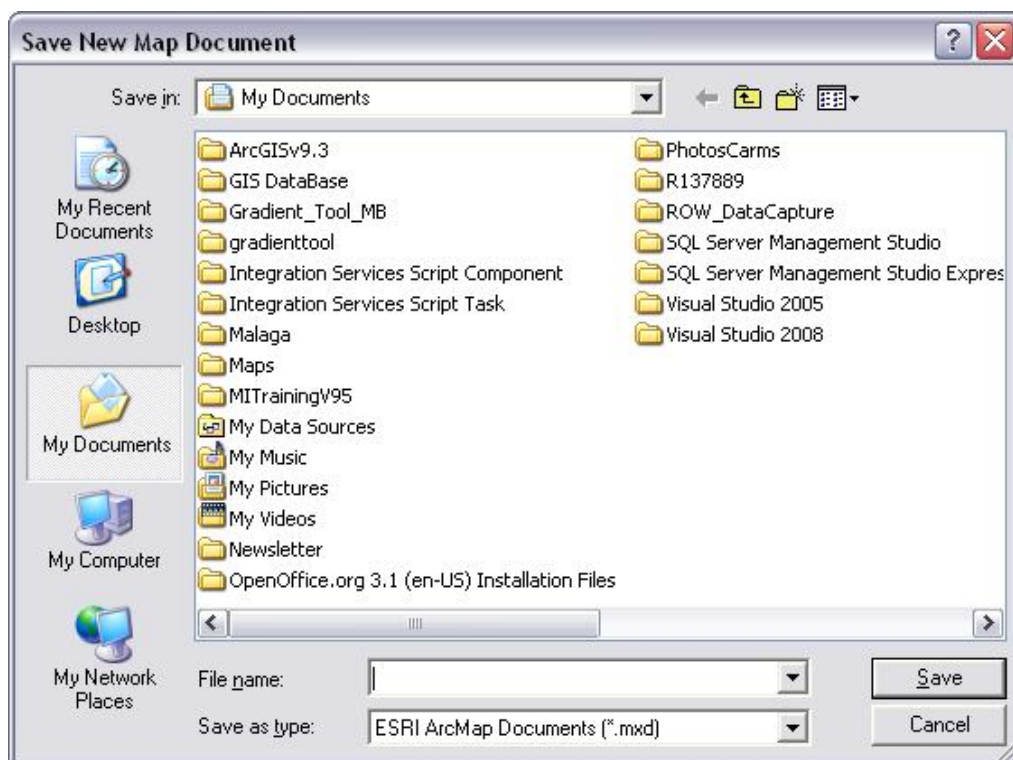 Save New Map Document
Save in:
My Documents
My Recent
Documents
Desktop
My Documents
My Computer
My Network
Places
ArcGISv9.3
GIS DataBase
Gradient_Tool_MB
gradienttool
Integration Services Script Component
Integration Services Script Task
Malaga
Maps
MITrainingV95
My Data Sources
My Music
My Pictures
My Videos
Newsletter
OpenOffice.org 3.1 (en-US) Installation Files
PhotosCarms
R137889
ROW_DataCapture
SQL Server Management Studio
SQL Server Management Studio Expres
Visual Studio 2005
Visual Studio 2008
File name:
Save
Save as type:
ESRI ArcMap Documents (*.mxd)
Cancel